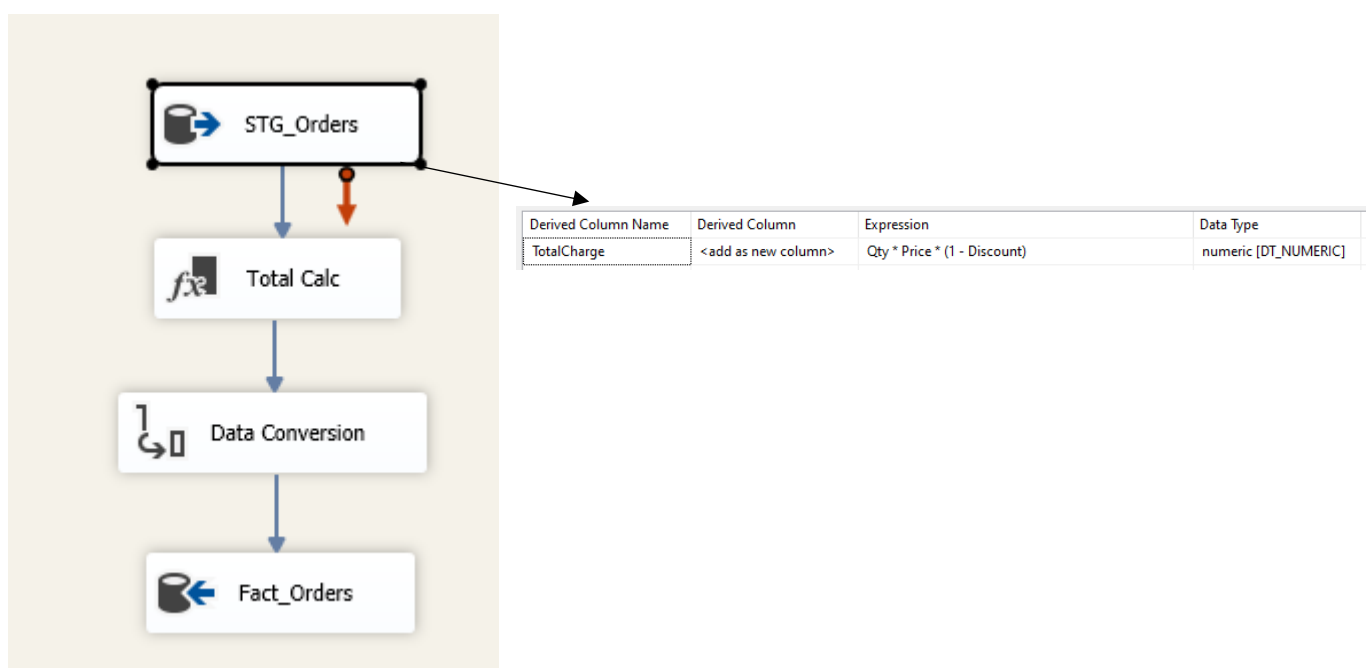 STG_Orders
Total Calc
Data Conversion
Fact_Orders
Derived Column Name Derived Column Expression Data Type
TotalCharge <add as new column> Qty * Price * (1 - Discount) numeric [DT_NUMERIC]